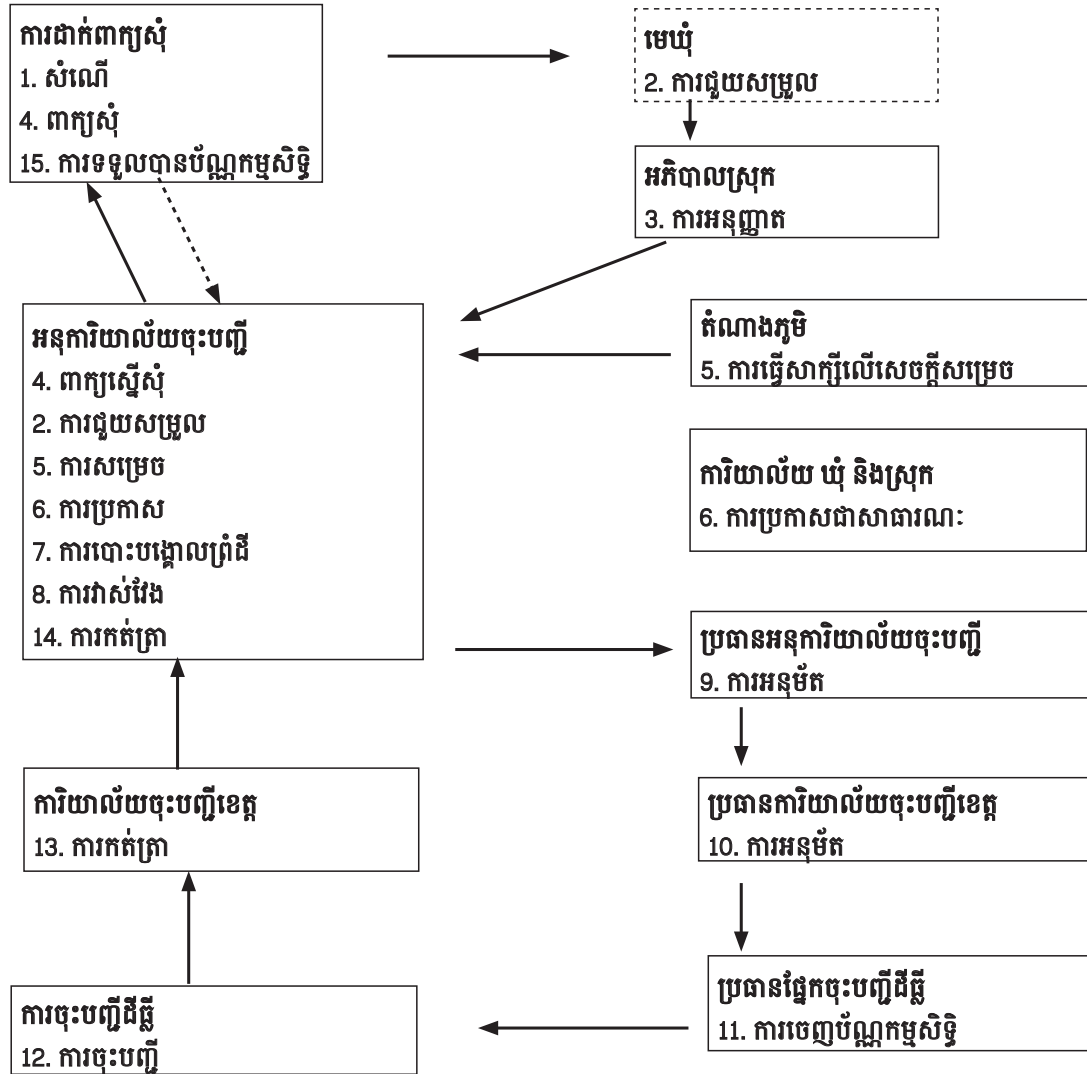 ការដាក់ពាក្យសុំ
1. សំណើ
4. ពាក្យសុំ
15. ការទទួលបានប័ណ្ណកម្មសិទ្ធិ
មេឃុំ
2. ការជួយសម្រួល
អភិបាលស្រុក
3. ការអនុញ្ញាត
អនុការិយាល័យចុះបញ្ជី
4. ពាក្យស្នើសុំ
2. ការជួយសម្រួល
5. ការសម្រេច
6. ការប្រកាស
7. ការបោះបង្គោលព្រំដី
8. ការវាស់វែង
14. ការកត់ត្រា
តំណាងភូមិ
5. ការធ្វើសាក្សីលើសេចក្តីសម្រេច
ការិយាល័យ ឃុំ និងស្រុក
6. ការប្រកាសជាសាធារណៈ
ប្រធានអនុការិយាល័យចុះបញ្ជី
9. ការអនុម័ត
ការិយាល័យចុះបញ្ជីខេត្ត
13. ការកត់ត្រា
ប្រធានការិយាល័យចុះបញ្ជីខេត្ត
10. ការអនុម័ត
ការចុះបញ្ជីដីធ្លី
12. ការចុះបញ្ជី
ប្រធានផ្នែកចុះបញ្ជីដីធ្លី
11. ការចេញប័ណ្ណកម្មសិទ្ធិ